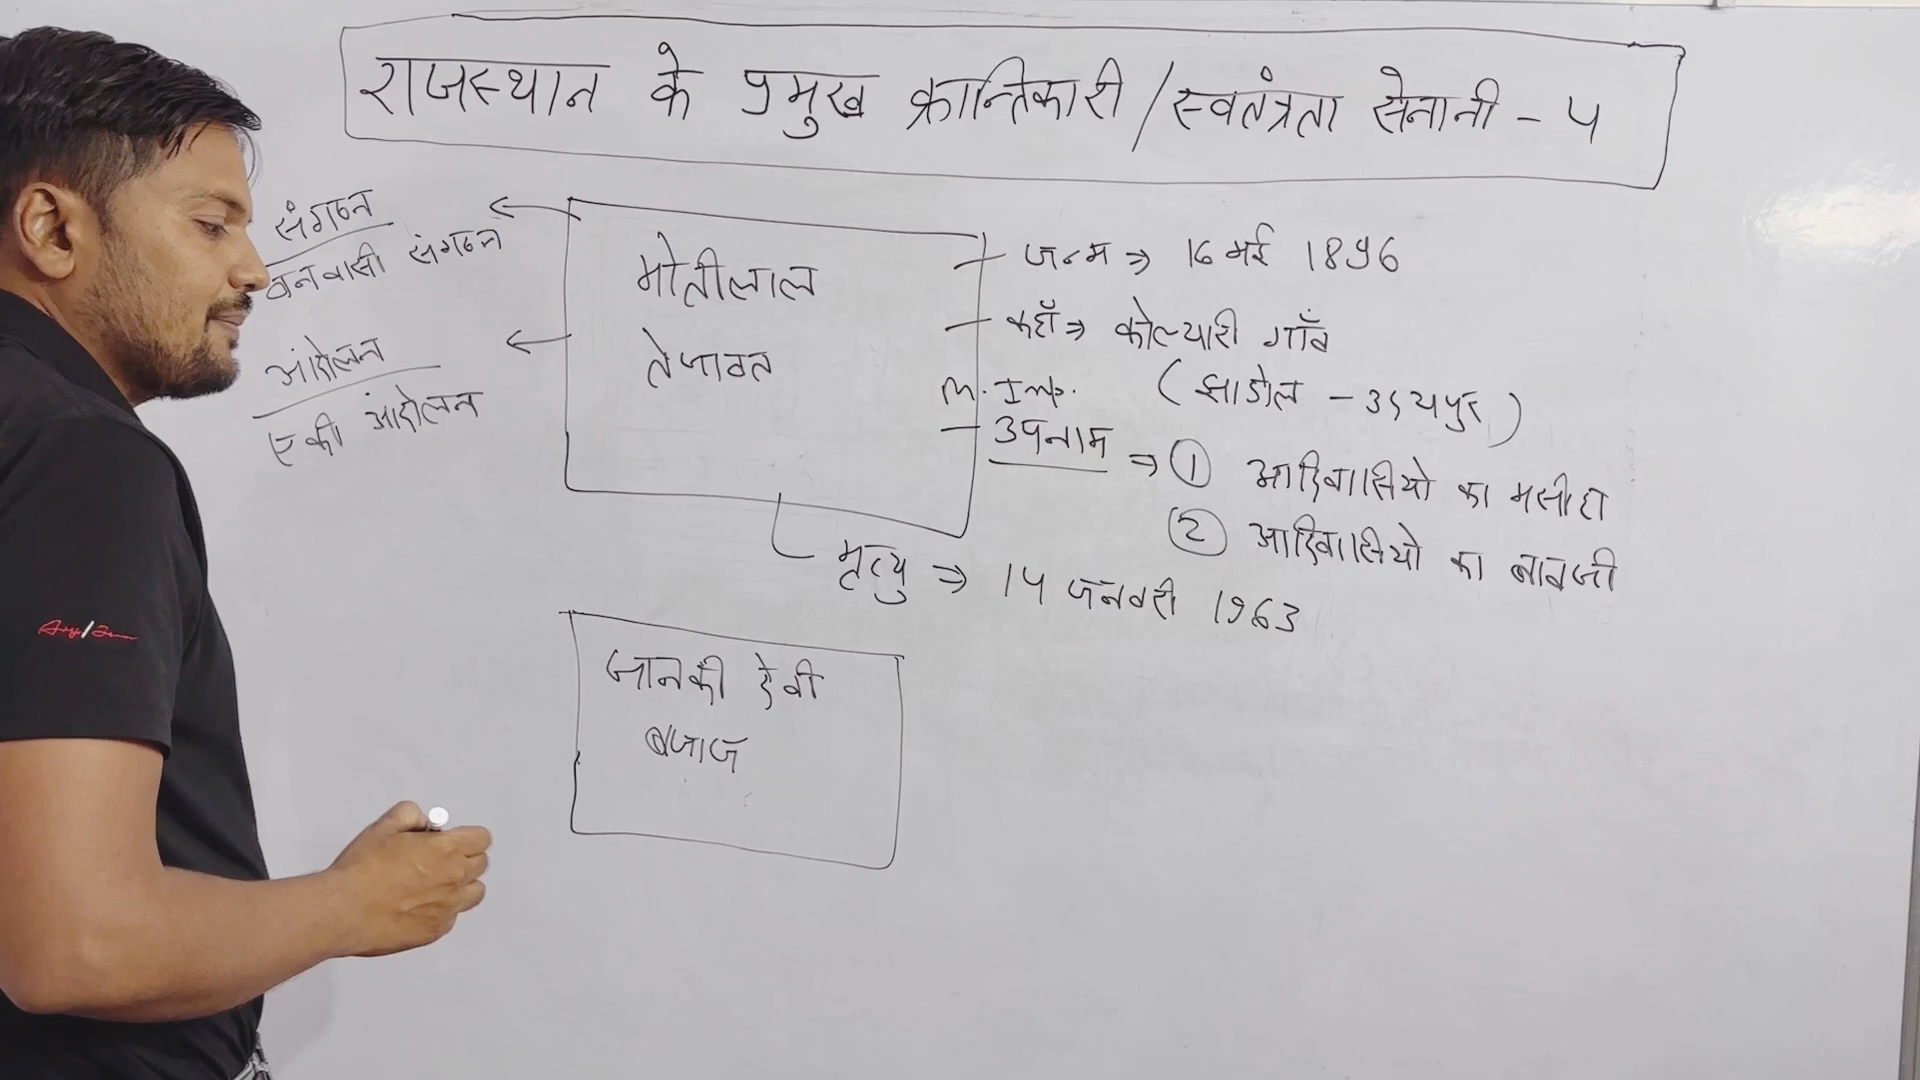 राजस्थान के प्रमुख क्रान्तिकारी / स्वतंत्रता सेनानी - 4
संगठन
वनवासी संगठन
आंदोलन
एकी आंदोलन
मोतीलाल
तेजावत
जन्म ⇒ 16 मई 1896
कहाँ ⇒ कोल्यारी गाँव
(झाडोल - उदयपुर)
M. Imp.
उपनाम ⇒ ① आदिवासियो का मसीहा
② आदिवासियो का बावजी
मृत्यु ⇒ 14 जनवरी 1963
जानकी देवी
बजाज